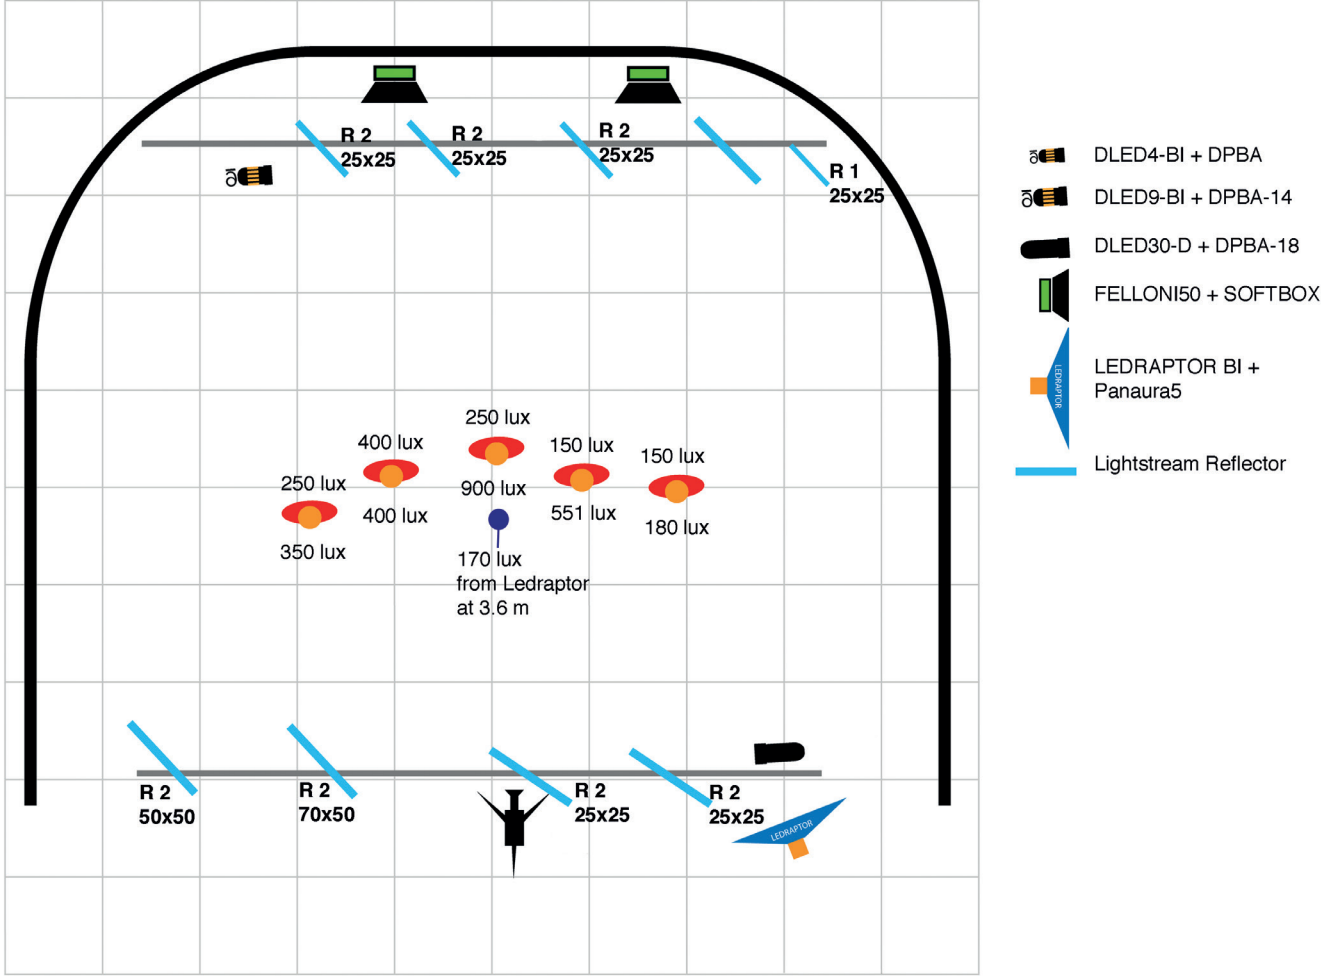 R 2
25x25
R 2
25x25
R 2
25x25
R 1
25x25
DLED4-BI + DPBA
DLED9-BI + DPBA-14
DLED30-D + DPBA-18
FELLONI50 + SOFTBOX
LEDRAPTOR
LEDRAPTOR BI +
Panaura5
Lightstream Reflector
250 lux
400 lux
250 lux
150 lux
150 lux
350 lux
400 lux
900 lux
551 lux
180 lux
170 lux
from Ledraptor
at 3.6 m
R 2
50x50
R 2
70x50
R 2
25x25
R 2
25x25
LEDRAPTOR